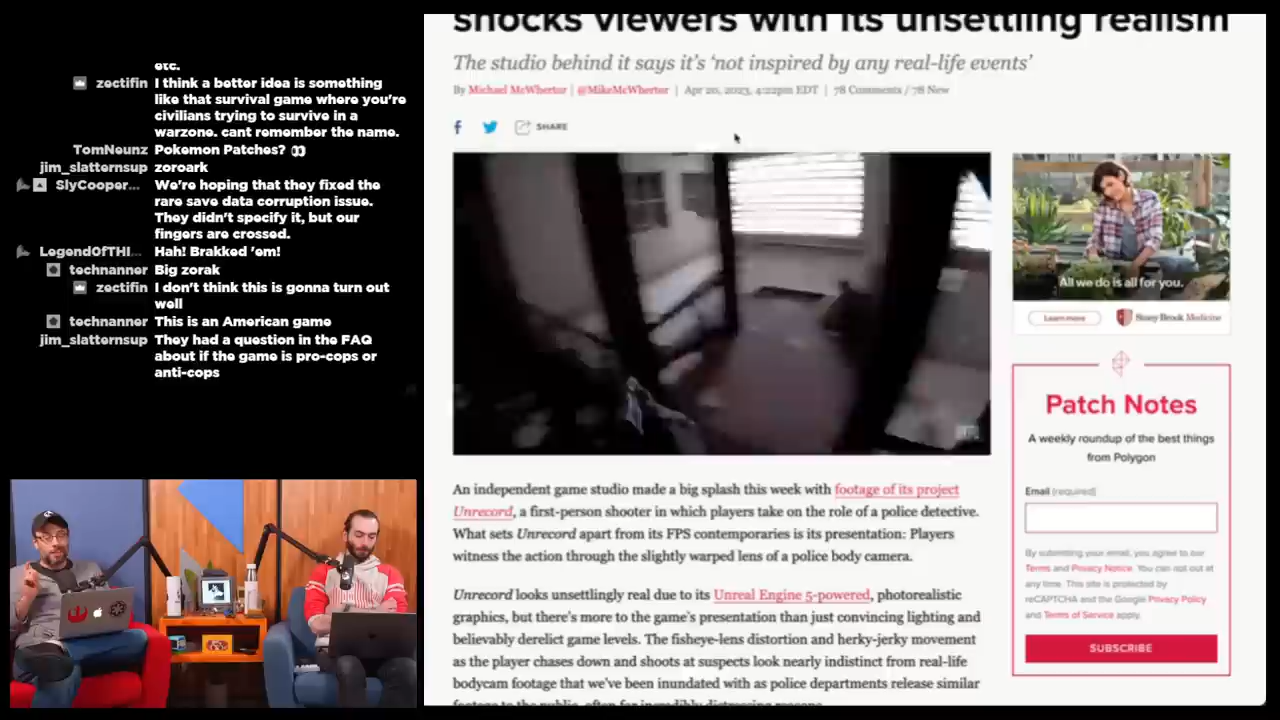 etc.
zectifin I think a better idea is something
like that survival game where you're
civilians trying to survive in a
warzone. cant remember the name.
TomNeunz Pokemon Patches? 👀
jim_slatternsup zoroark
SlyCooper... We're hoping that they fixed the
rare save data corruption issue.
They didn't specify it, but our
fingers are crossed.
LegendOfTHI... Hah! Brakked 'em!
technanner Big zorak
zectifin I don't think this is gonna turn out
well
technanner This is an American game
jim_slatternsup They had a question in the FAQ
about if the game is pro-cops or
anti-cops
shocks viewers with its unsettling realism
The studio behind it says it's 'not inspired by any real-life events'
By Michael McWhertor | @MikeMcWhertor | Apr 20, 2023, 4:22pm EDT | 78 Comments / 78 New
SHARE
An independent game studio made a big splash this week with footage of its project
Unrecord, a first-person shooter in which players take on the role of a police detective.
What sets Unrecord apart from its FPS contemporaries is its presentation: Players
witness the action through the slightly warped lens of a police body camera.
Unrecord looks unsettlingly real due to its Unreal Engine 5-powered, photorealistic
graphics, but there's more to the game's presentation than just convincing lighting and
believably derelict game levels. The fisheye-lens distortion and herky-jerky movement
as the player chases down and shoots at suspects look nearly indistinct from real-life
bodycam footage that we've been inundated with as police departments release similar
footage to the public, often for incredibly distressing reasons.
All we do is all for you.
Learn more
Stony Brook Medicine
Patch Notes
A weekly roundup of the best things
from Polygon
Email (required)
By submitting your email, you agree to our
Terms and Privacy Notice. You can opt out at
any time. This site is protected by
reCAPTCHA and the Google Privacy Policy
and Terms of Service apply.
SUBSCRIBE